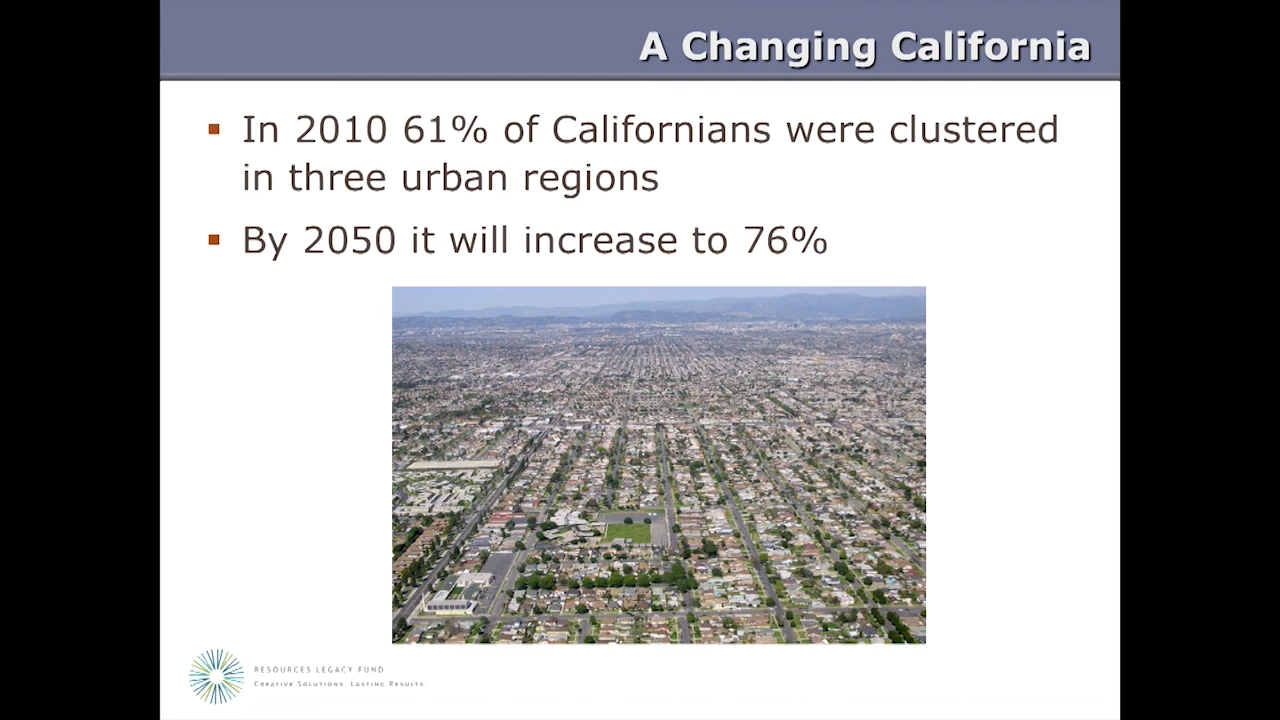 A Changing California
▪ In 2010 61% of Californians were clustered
in three urban regions
▪ By 2050 it will increase to 76%
RESOURCES LEGACY FUND
CREATIVE SOLUTIONS. LASTING RESULTS.